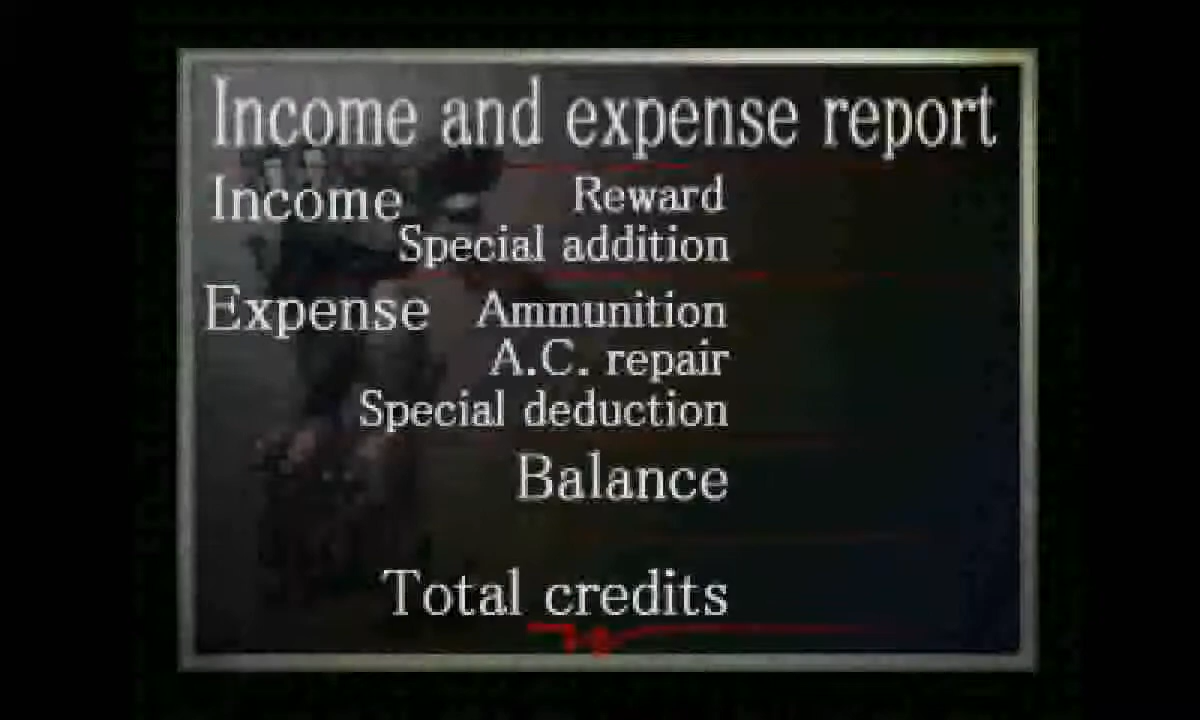 Income and expense report
Income Reward
Special addition
Expense Ammunition
A.C. repair
Special deduction
Balance
Total credits